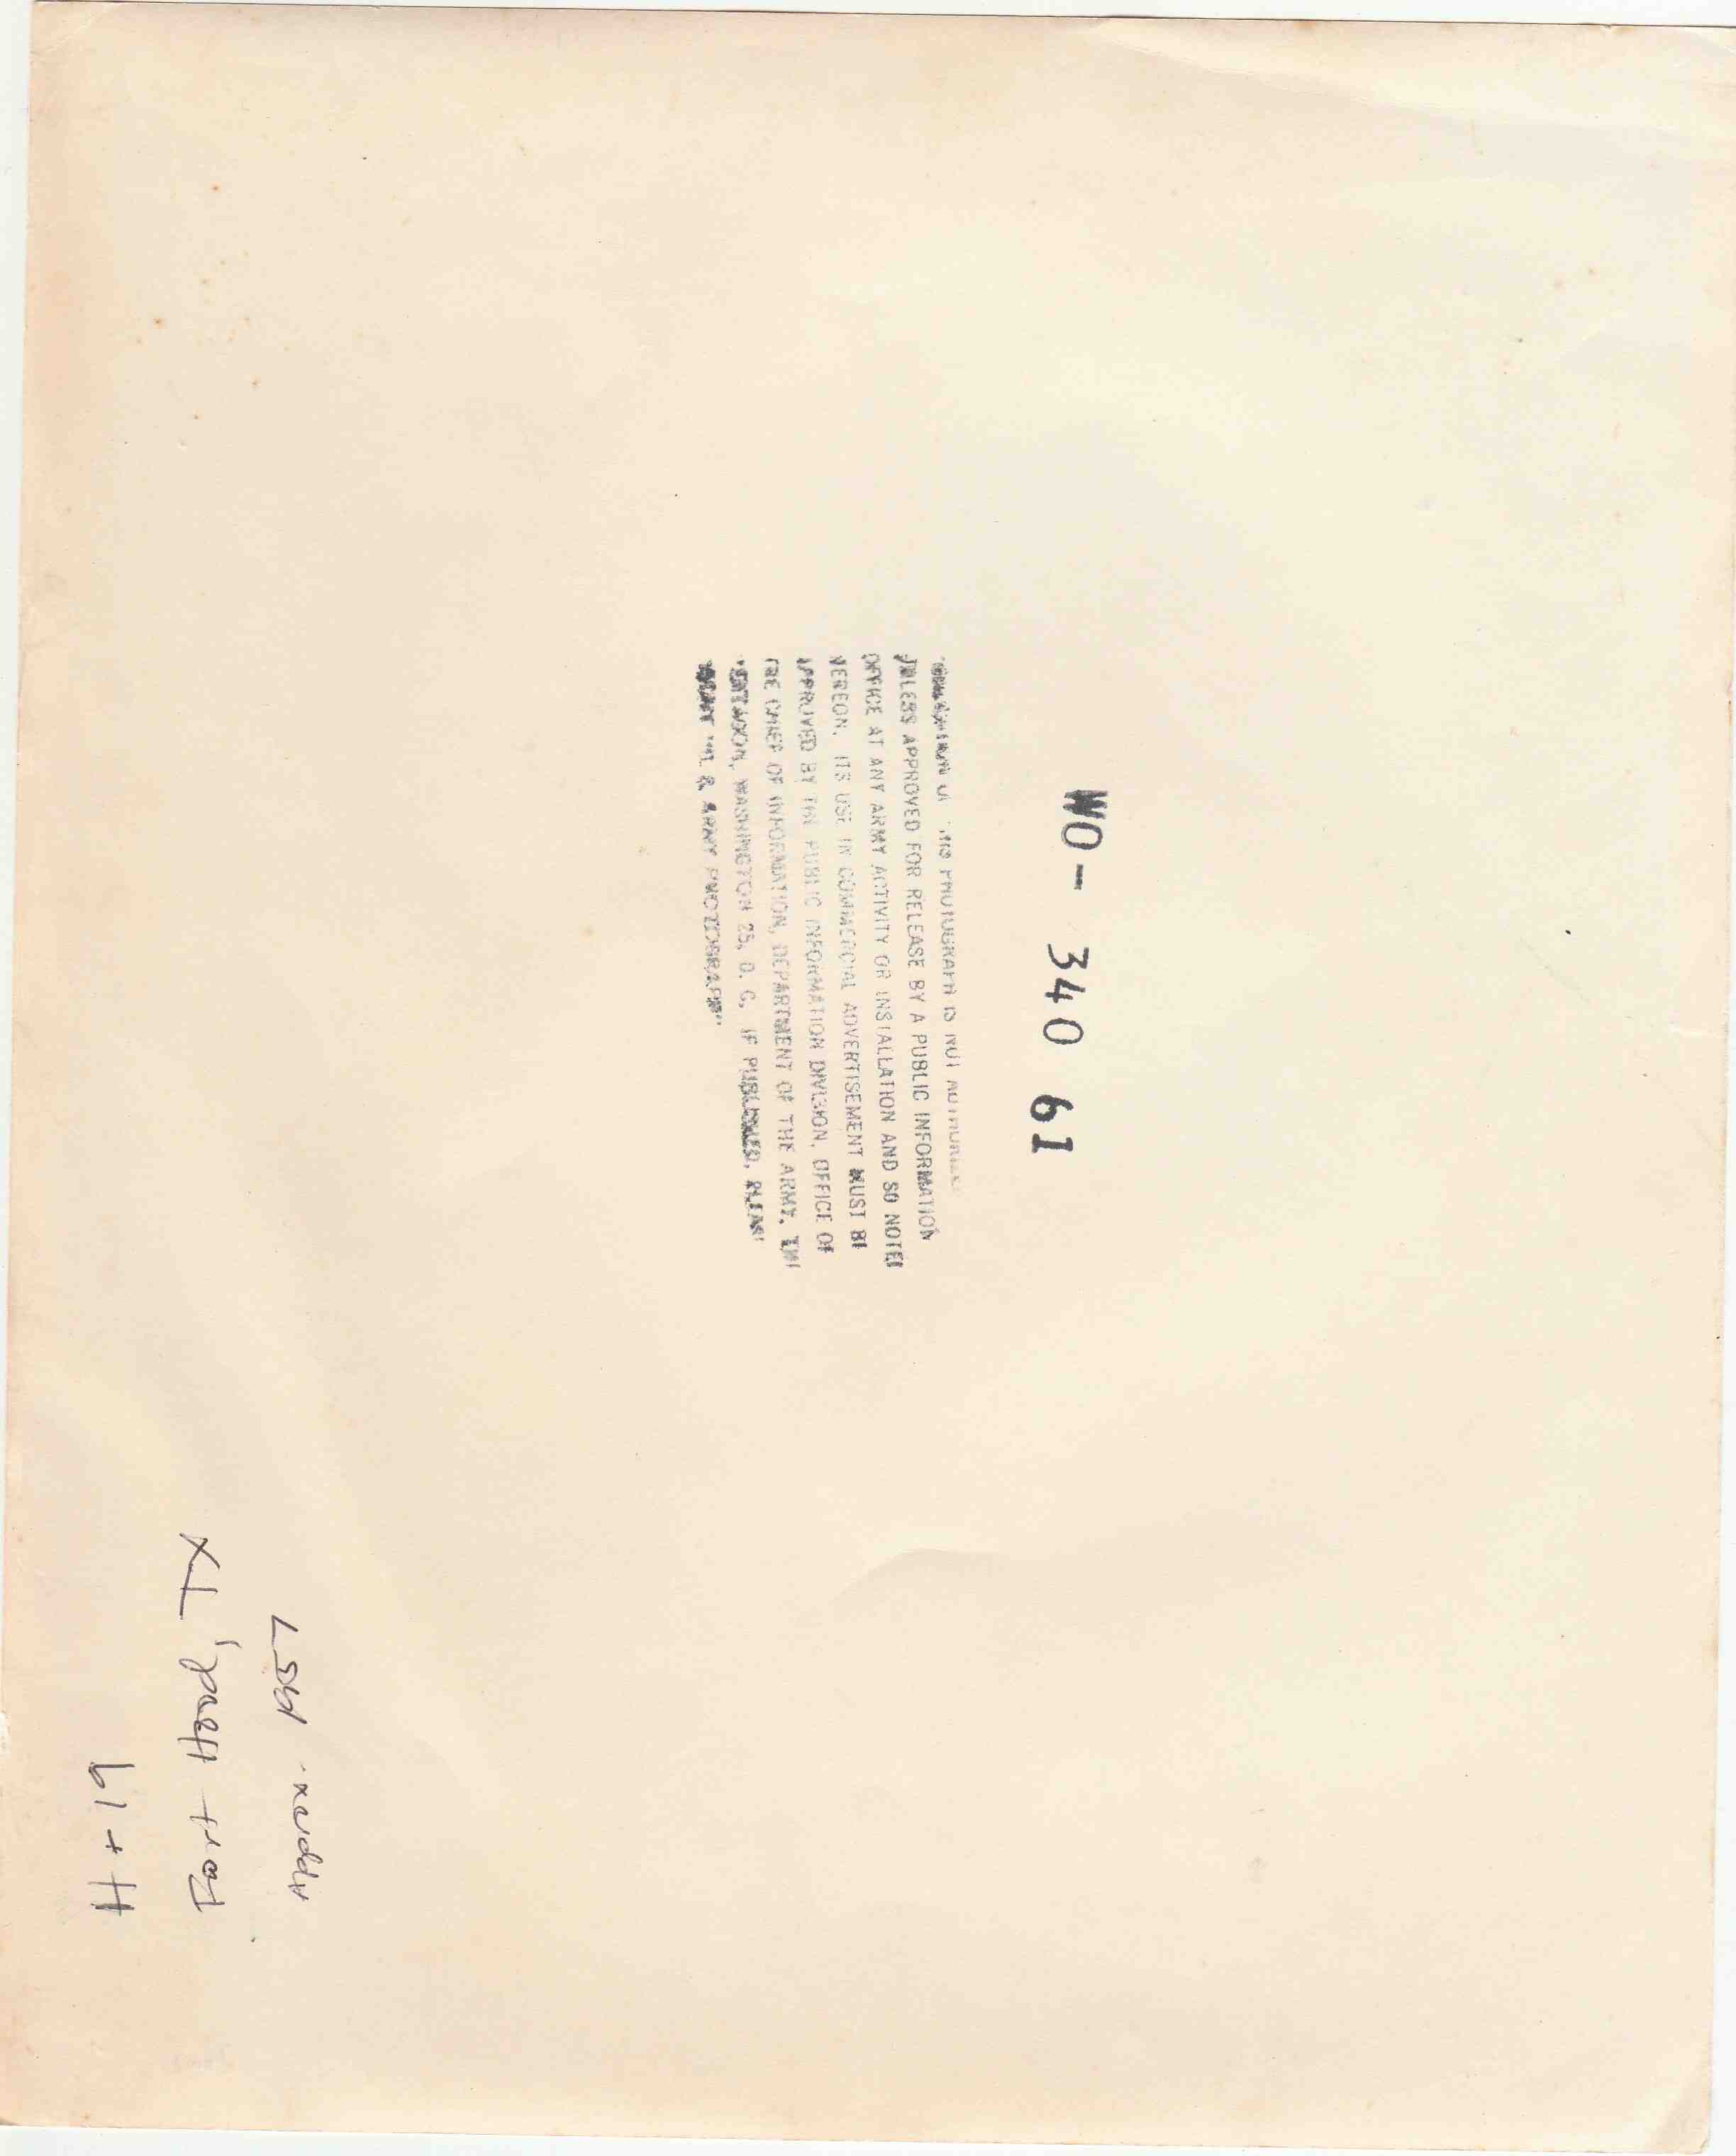 H+19
Fort Hood, TX
Approx. 1957
WO- 340 61
THIS PHOTOGRAPH IS NOT AUTHORIZED
UNLESS APPROVED FOR RELEASE BY A PUBLIC INFORMATION
OFFICE AT ANY ARMY ACTIVITY OR INSTALLATION AND SO NOTED
HEREON. ITS USE IN COMMERCIAL ADVERTISEMENT MUST BE
APPROVED BY THE PUBLIC INFORMATION DIVISION, OFFICE OF
THE CHIEF OF INFORMATION, DEPARTMENT OF THE ARMY, THE
PENTAGON, WASHINGTON 25, D. C. IF PUBLISHED, PLEASE
ARMY PHOTOGRAPH"